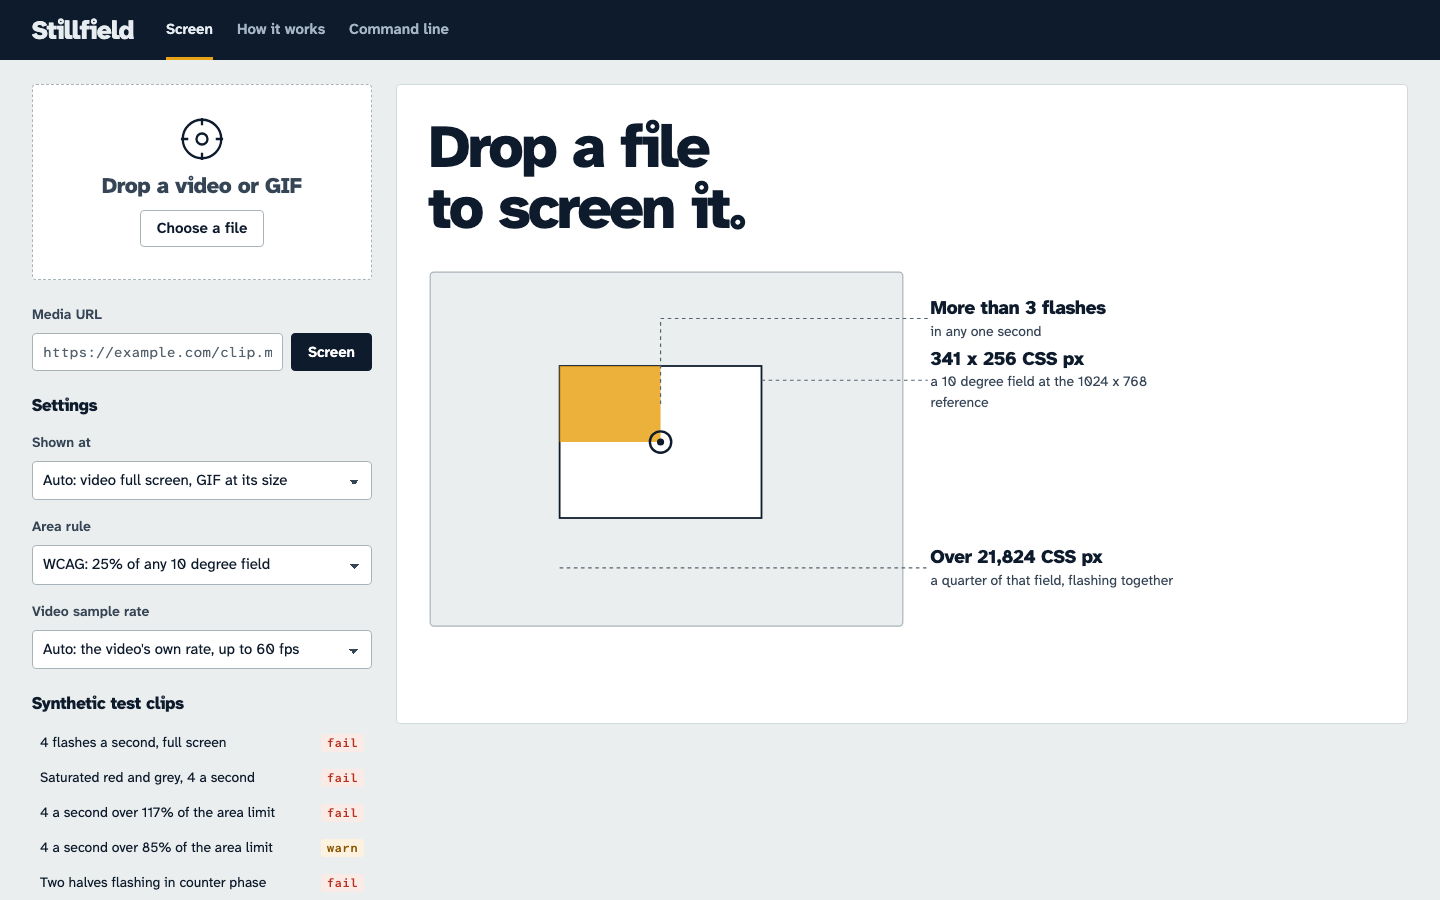 Stillfield
Screen
How it works
Command line
Drop a video or GIF
Choose a file
Media URL
https://example.com/clip.m
Screen
Settings
Shown at
Auto: video full screen, GIF at its size
Area rule
WCAG: 25% of any 10 degree field
Video sample rate
Auto: the video's own rate, up to 60 fps
Synthetic test clips
4 flashes a second, full screen fail
Saturated red and grey, 4 a second fail
4 a second over 117% of the area limit fail
4 a second over 85% of the area limit warn
Two halves flashing in counter phase fail
Drop a file
to screen it.
More than 3 flashes
in any one second
341 x 256 CSS px
a 10 degree field at the 1024 x 768
reference
Over 21,824 CSS px
a quarter of that field, flashing together